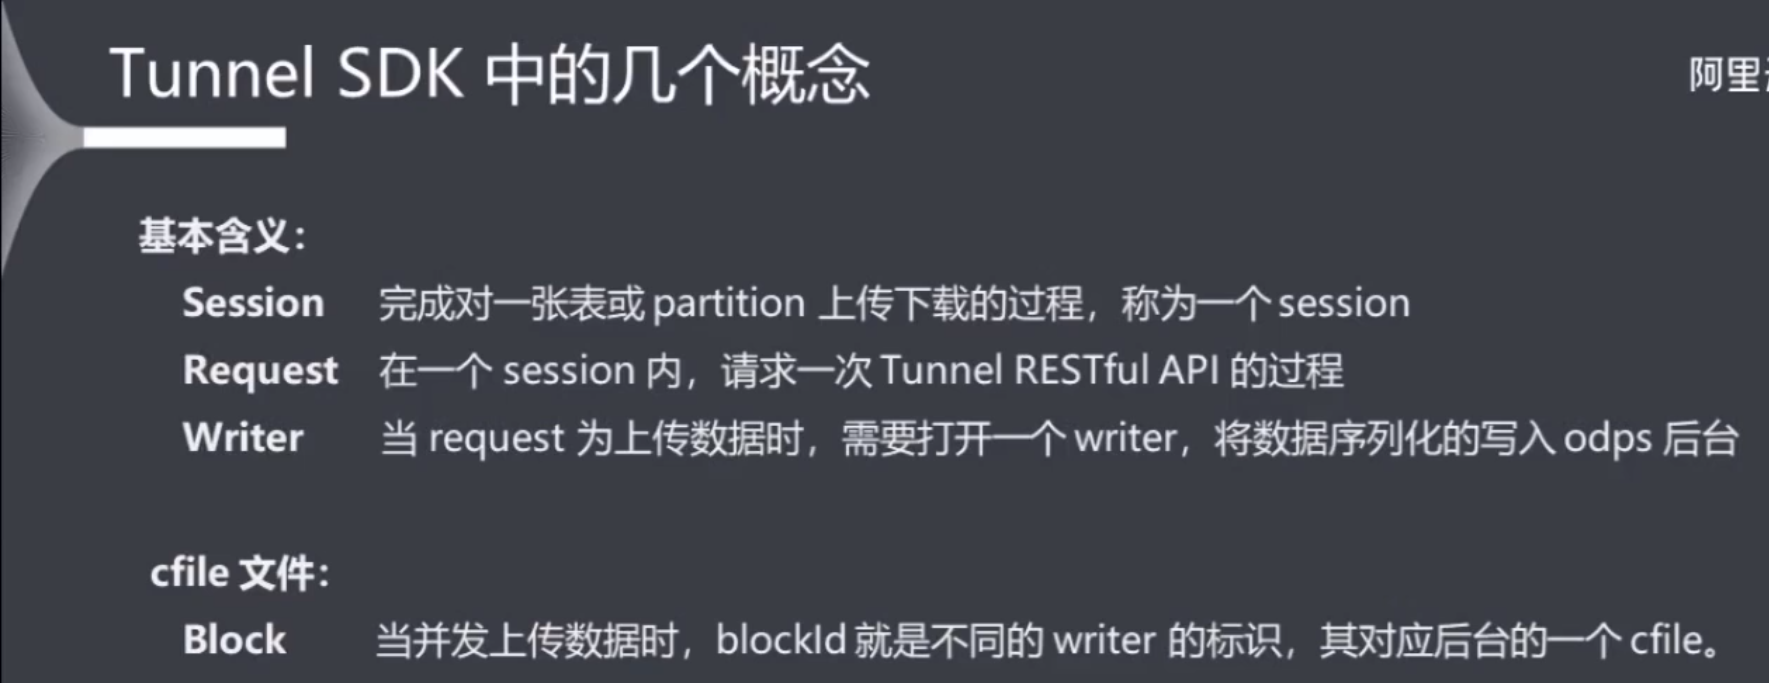 Tunnel SDK 中的几个概念
阿里
基本含义：
Session 完成对一张表或 partition 上传下载的过程，称为一个 session
Request 在一个 session 内，请求一次 Tunnel RESTful API 的过程
Writer 当 request 为上传数据时，需要打开一个 writer，将数据序列化的写入 odps 后台
cfile 文件：
Block 当并发上传数据时，blockId 就是不同的 writer 的标识，其对应后台的一个 cfile。